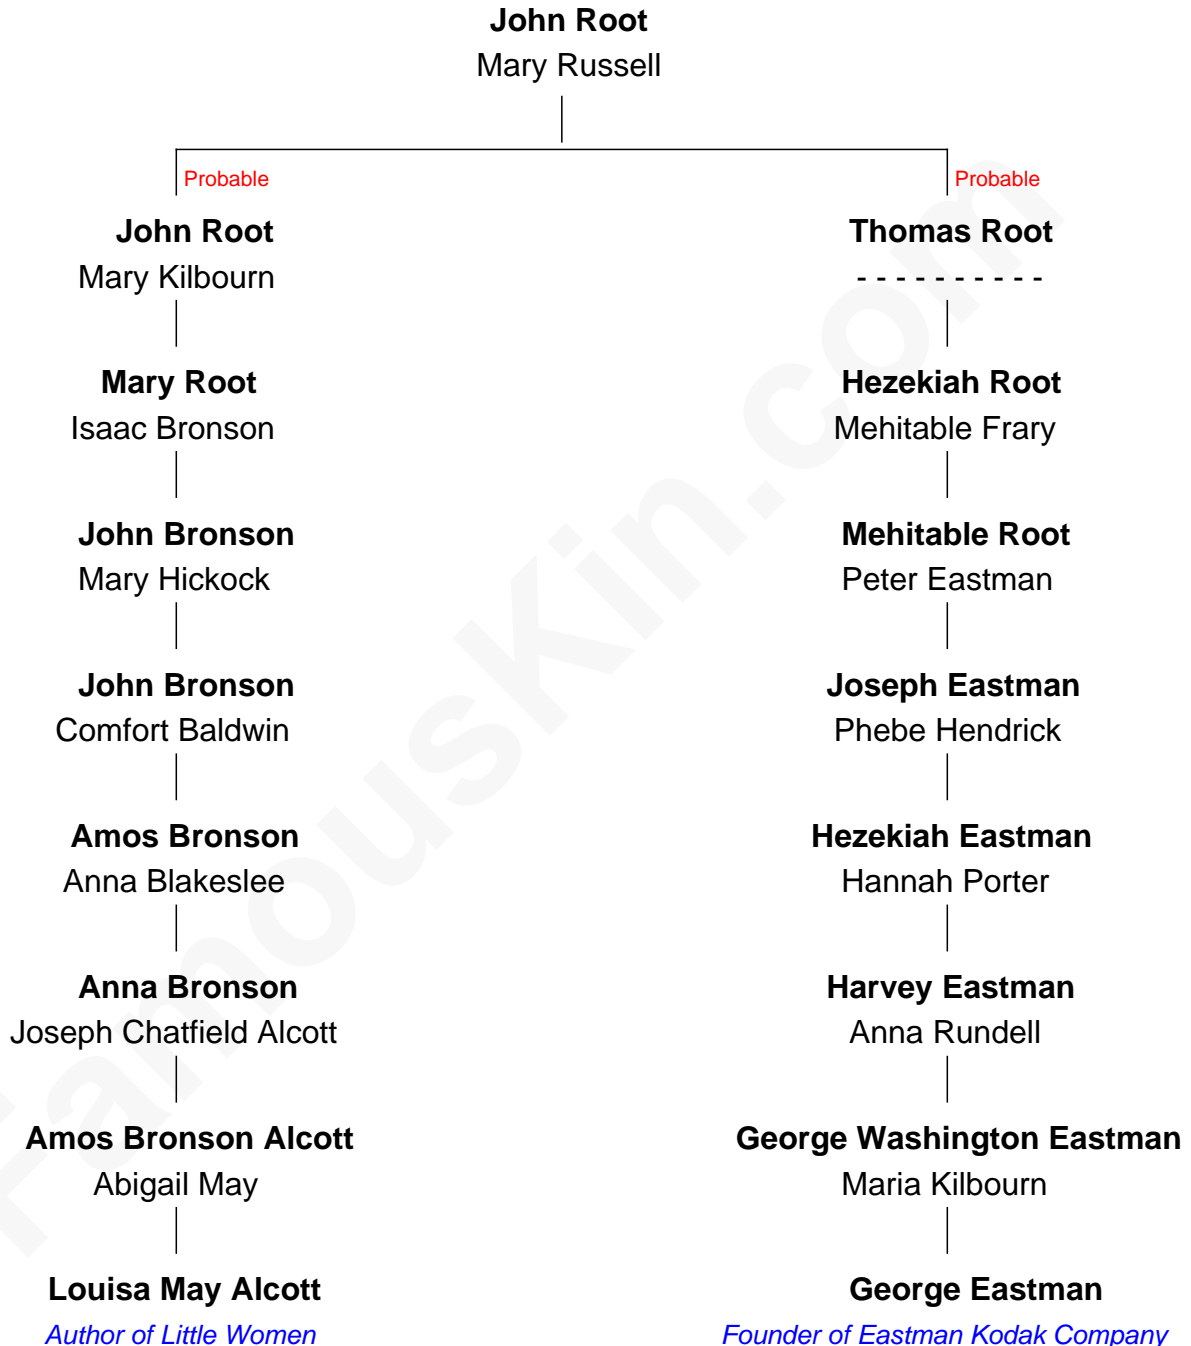 John Root
Mary Russell
Probable
Probable
John Root
Thomas Root
Mary Kilbourn
- - - - - - - - - -
Mary Root
Hezekiah Root
Isaac Bronson
Mehitable Frary
John Bronson
Mehitable Root
Mary Hickock
Peter Eastman
John Bronson
Joseph Eastman
Comfort Baldwin
Phebe Hendrick
Amos Bronson
Hezekiah Eastman
Anna Blakeslee
Hannah Porter
Anna Bronson
Harvey Eastman
Joseph Chatfield Alcott
Anna Rundell
Amos Bronson Alcott
George Washington Eastman
Abigail May
Maria Kilbourn
Louisa May Alcott
George Eastman
Author of Little Women
Founder of Eastman Kodak Company
FamousKin.com